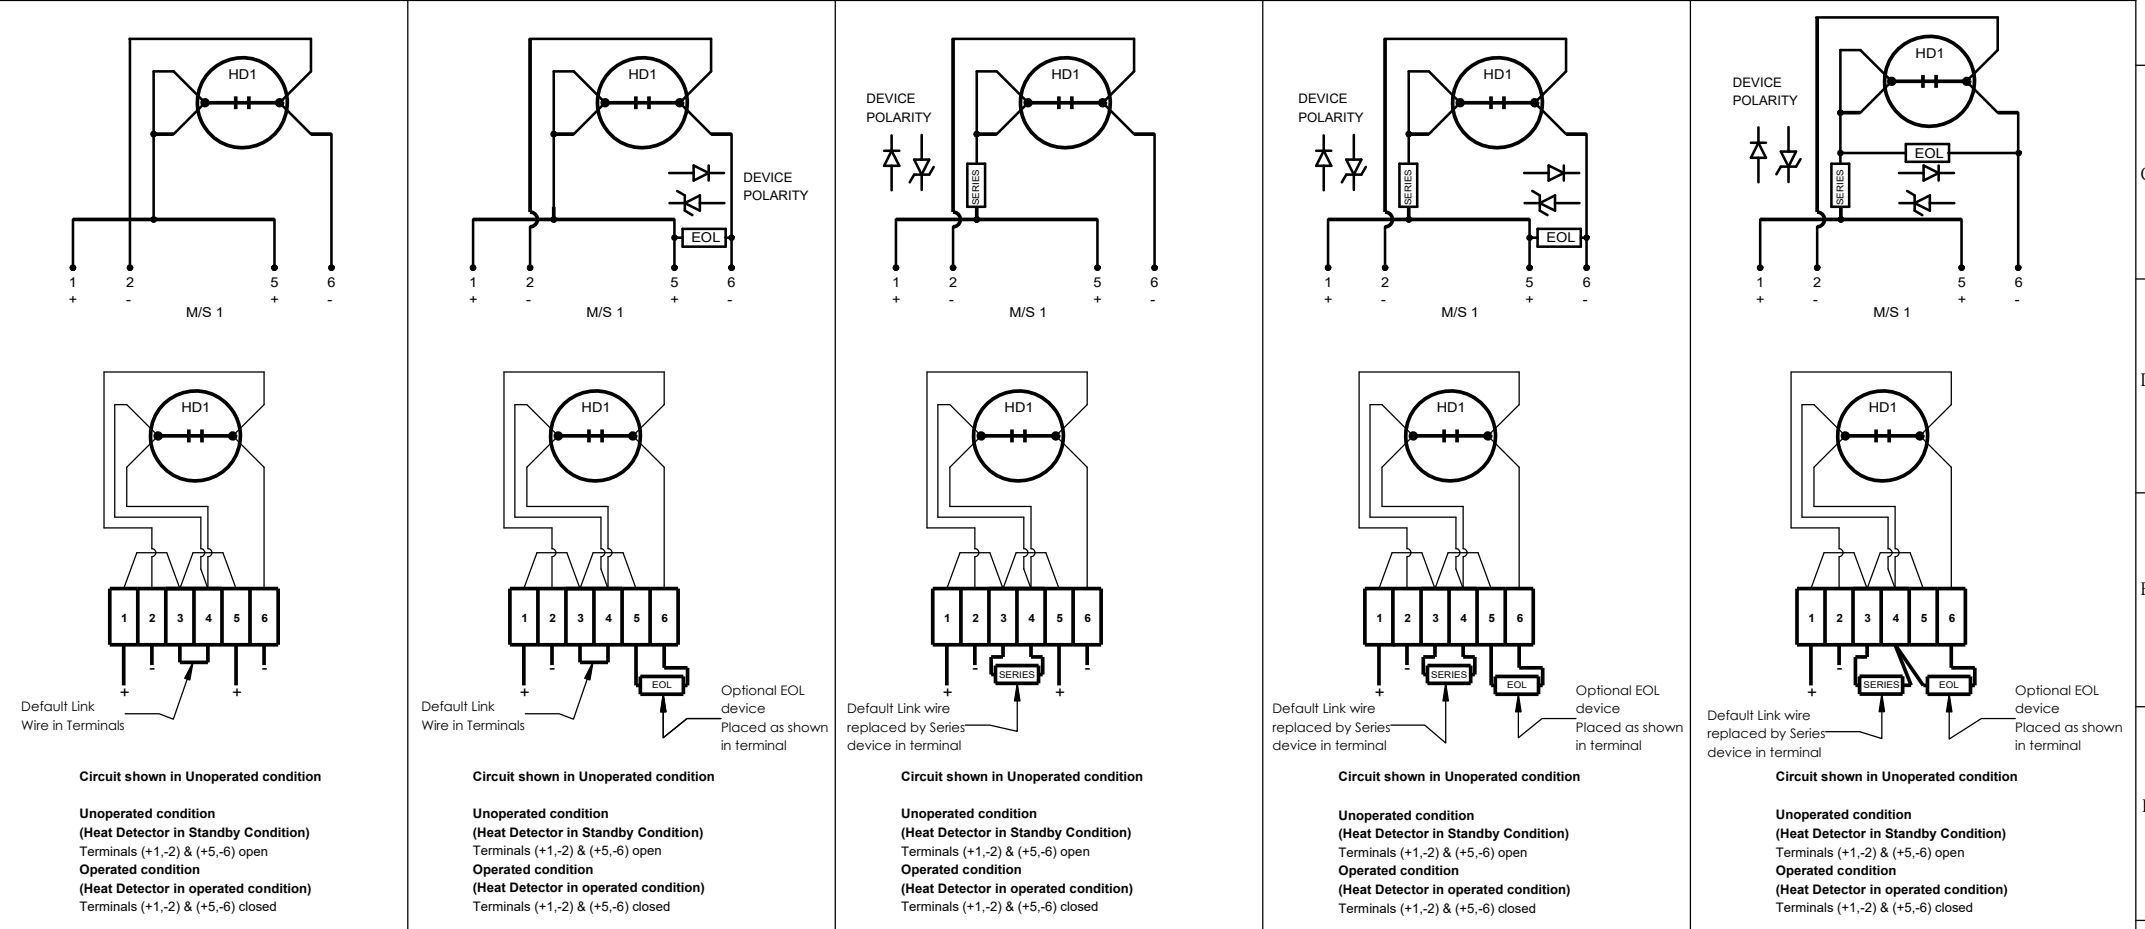 HD1
1
2
5
6
+
-
+
-
M/S 1
HD1
1
2
3
4
5
6
-
-
+
+
Default Link
Wire in Terminals
Circuit shown in Unoperated condition
Unoperated condition
(Heat Detector in Standby Condition)
Terminals (+1,-2) & (+5,-6) open
Operated condition
(Heat Detector in operated condition)
Terminals (+1,-2) & (+5,-6) closed
HD1
DEVICE
POLARITY
EOL
1
2
5
6
+
-
+
-
M/S 1
HD1
1
2
3
4
5
6
-
+
EOL
Default Link
Wire in Terminals
Optional EOL
device
Placed as shown
in terminal
Circuit shown in Unoperated condition
Unoperated condition
(Heat Detector in Standby Condition)
Terminals (+1,-2) & (+5,-6) open
Operated condition
(Heat Detector in operated condition)
Terminals (+1,-2) & (+5,-6) closed
HD1
DEVICE
POLARITY
SERIES
1
2
5
6
+
-
+
-
M/S 1
HD1
1
2
3
4
5
6
-
-
SERIES
+
+
Default Link wire
replaced by Series
device in terminal
Circuit shown in Unoperated condition
Unoperated condition
(Heat Detector in Standby Condition)
Terminals (+1,-2) & (+5,-6) open
Operated condition
(Heat Detector in operated condition)
Terminals (+1,-2) & (+5,-6) closed
HD1
DEVICE
POLARITY
SERIES
EOL
1
2
5
6
+
-
+
-
M/S 1
HD1
1
2
3
4
5
6
-
SERIES
EOL
+
Default Link wire
replaced by Series
device in terminal
Optional EOL
device
Placed as shown
in terminal
Circuit shown in Unoperated condition
Unoperated condition
(Heat Detector in Standby Condition)
Terminals (+1,-2) & (+5,-6) open
Operated condition
(Heat Detector in operated condition)
Terminals (+1,-2) & (+5,-6) closed
HD1
DEVICE
POLARITY
EOL
SERIES
1
2
5
6
+
-
+
-
M/S 1
HD1
1
2
3
4
5
6
-
SERIES
EOL
+
Default Link wire
replaced by Series
device in terminal
Optional EOL
device
Placed as shown
in terminal
Circuit shown in Unoperated condition
Unoperated condition
(Heat Detector in Standby Condition)
Terminals (+1,-2) & (+5,-6) open
Operated condition
(Heat Detector in operated condition)
Terminals (+1,-2) & (+5,-6) closed